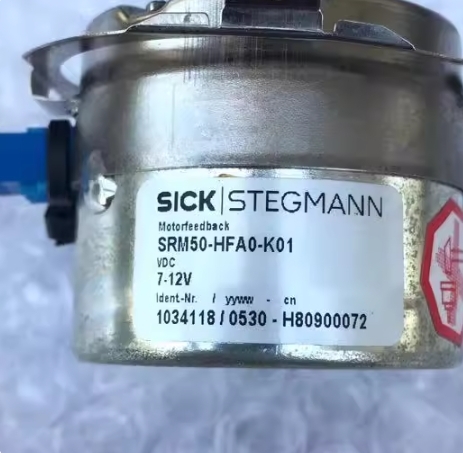 SICK|STEGMANN
Motorfeedback
SRM50-HFA0-K01
VDC
7-12V
Ident.-Nr. / yyww - cn
1034118 / 0530 - H80900072